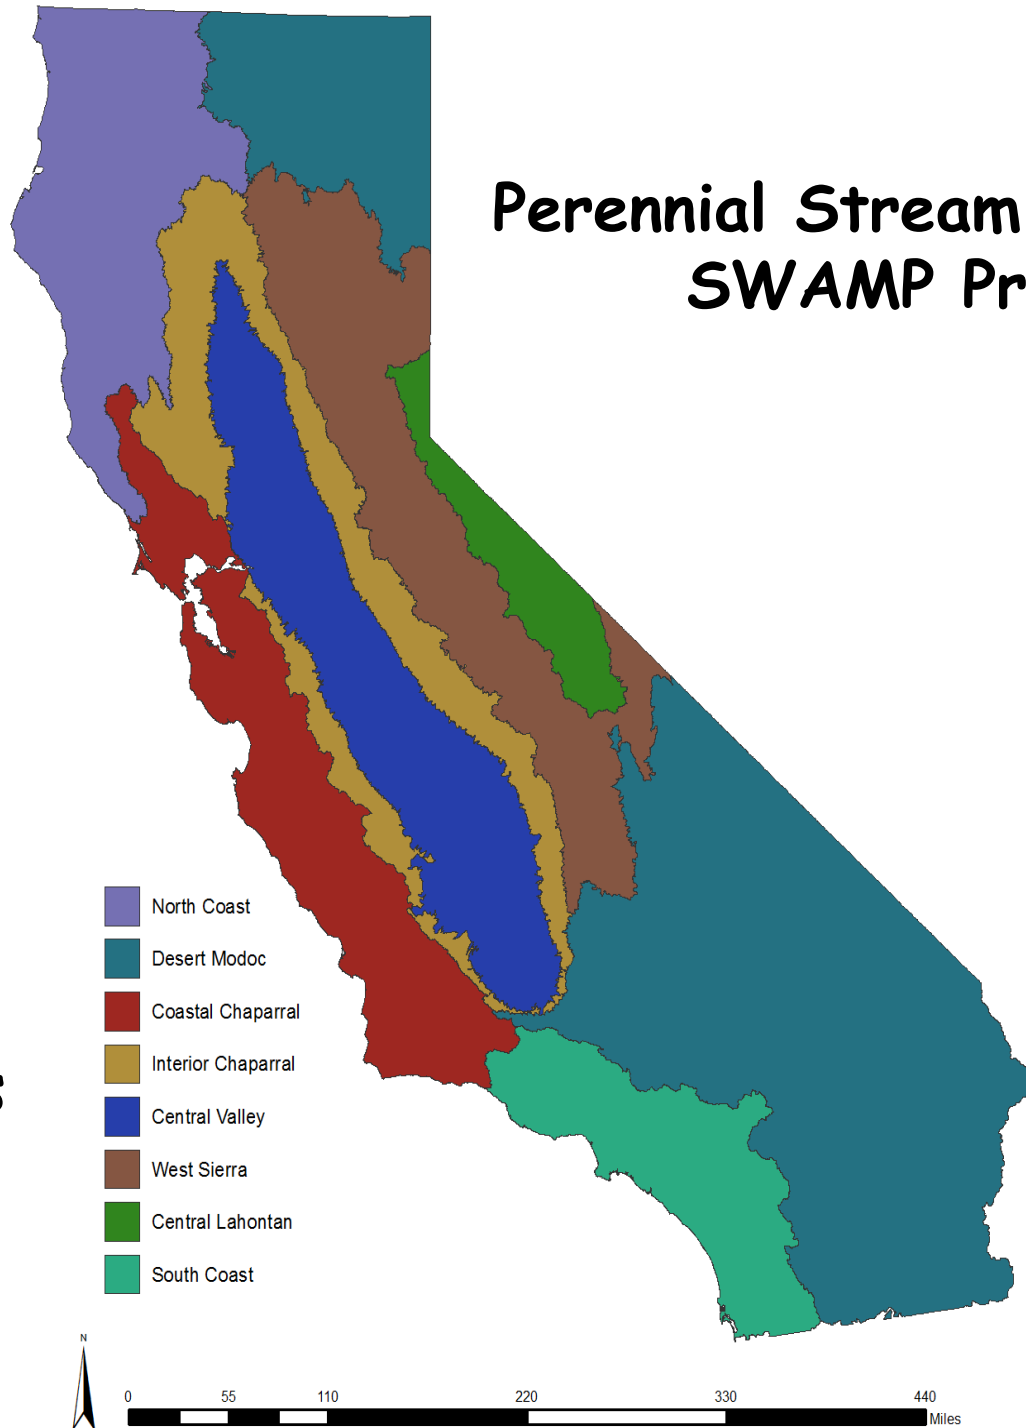 Perennial Stream
SWAMP Pr
North Coast
Desert Modoc
Coastal Chaparral
Interior Chaparral
Central Valley
West Sierra
Central Lahontan
South Coast
N
0 55 110 220 330 440
Miles